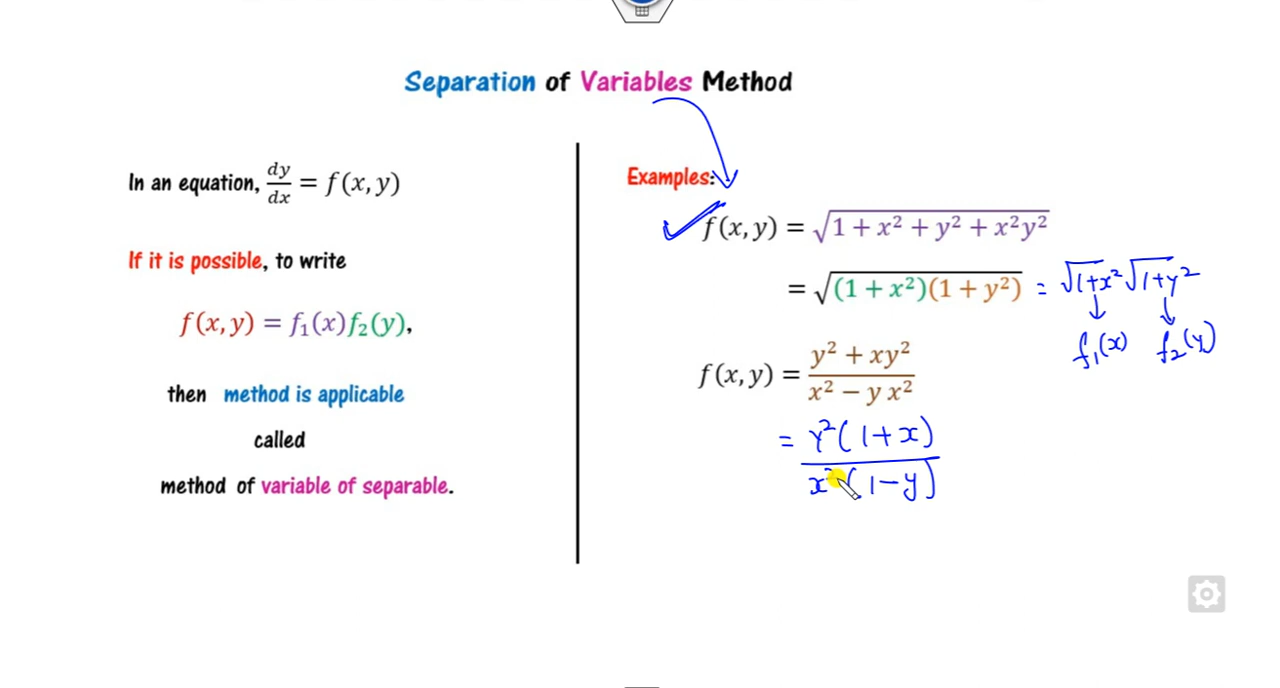 Separation of Variables Method
In an equation, dy/dx = f(x, y)
If it is possible, to write
f(x, y) = f₁(x)f₂(y),
then method is applicable
called
method of variable of separable.
Examples:
f(x, y) = √(1 + x² + y² + x²y²)
= √((1 + x²)(1 + y²)) = √1+x² √1+y²
f₁(x) f₂(y)
f(x, y) = (y² + xy²)/(x² − y x²)
= y²(1+x)/x²(1−y)